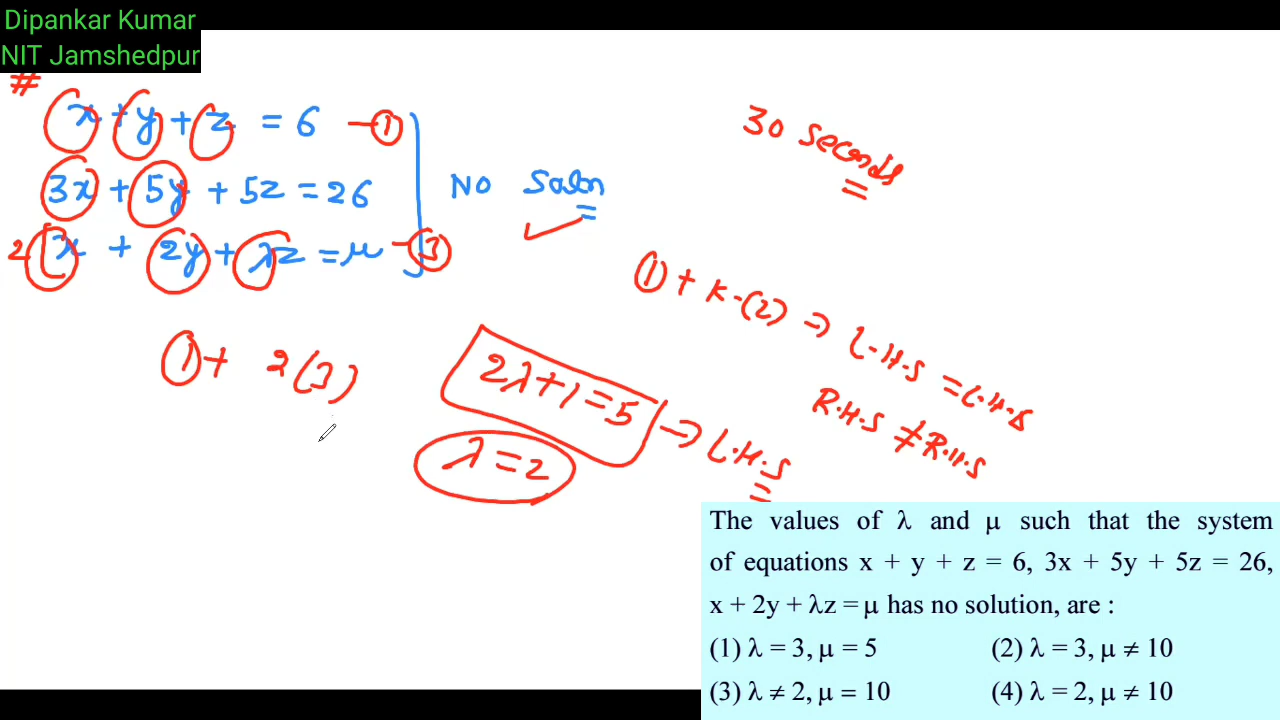 Dipankar Kumar
NIT Jamshedpur
#
x + y + z = 6 —①
3x + 5y + 5z = 26
2[x + 2y + λz = μ —③
No Soln
30 seconds
① + K·(2) ⇒ L.H.S = L.H.S
R.H.S ≠ R.H.S
① + 2(3)
2λ+1=5 → L.H.S
λ = 2
The values of λ and μ such that the system
of equations x + y + z = 6, 3x + 5y + 5z = 26,
x + 2y + λz = μ has no solution, are :
(1) λ = 3, μ = 5 (2) λ = 3, μ ≠ 10
(3) λ ≠ 2, μ = 10 (4) λ = 2, μ ≠ 10